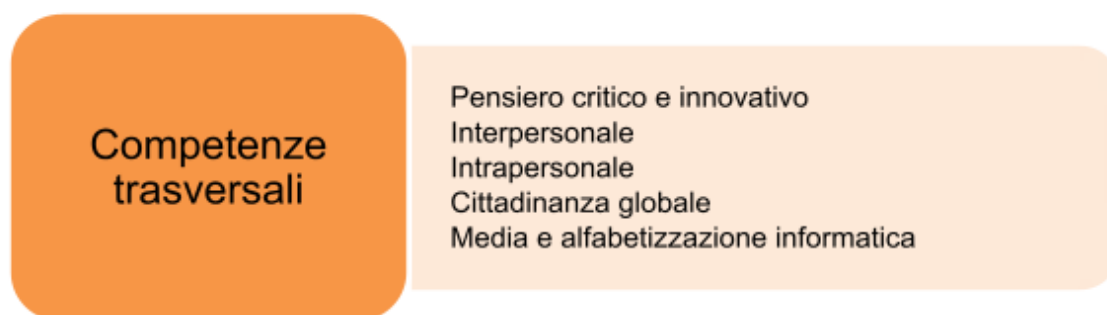 Competenze
trasversali
Pensiero critico e innovativo
Interpersonale
Intrapersonale
Cittadinanza globale
Media e alfabetizzazione informatica